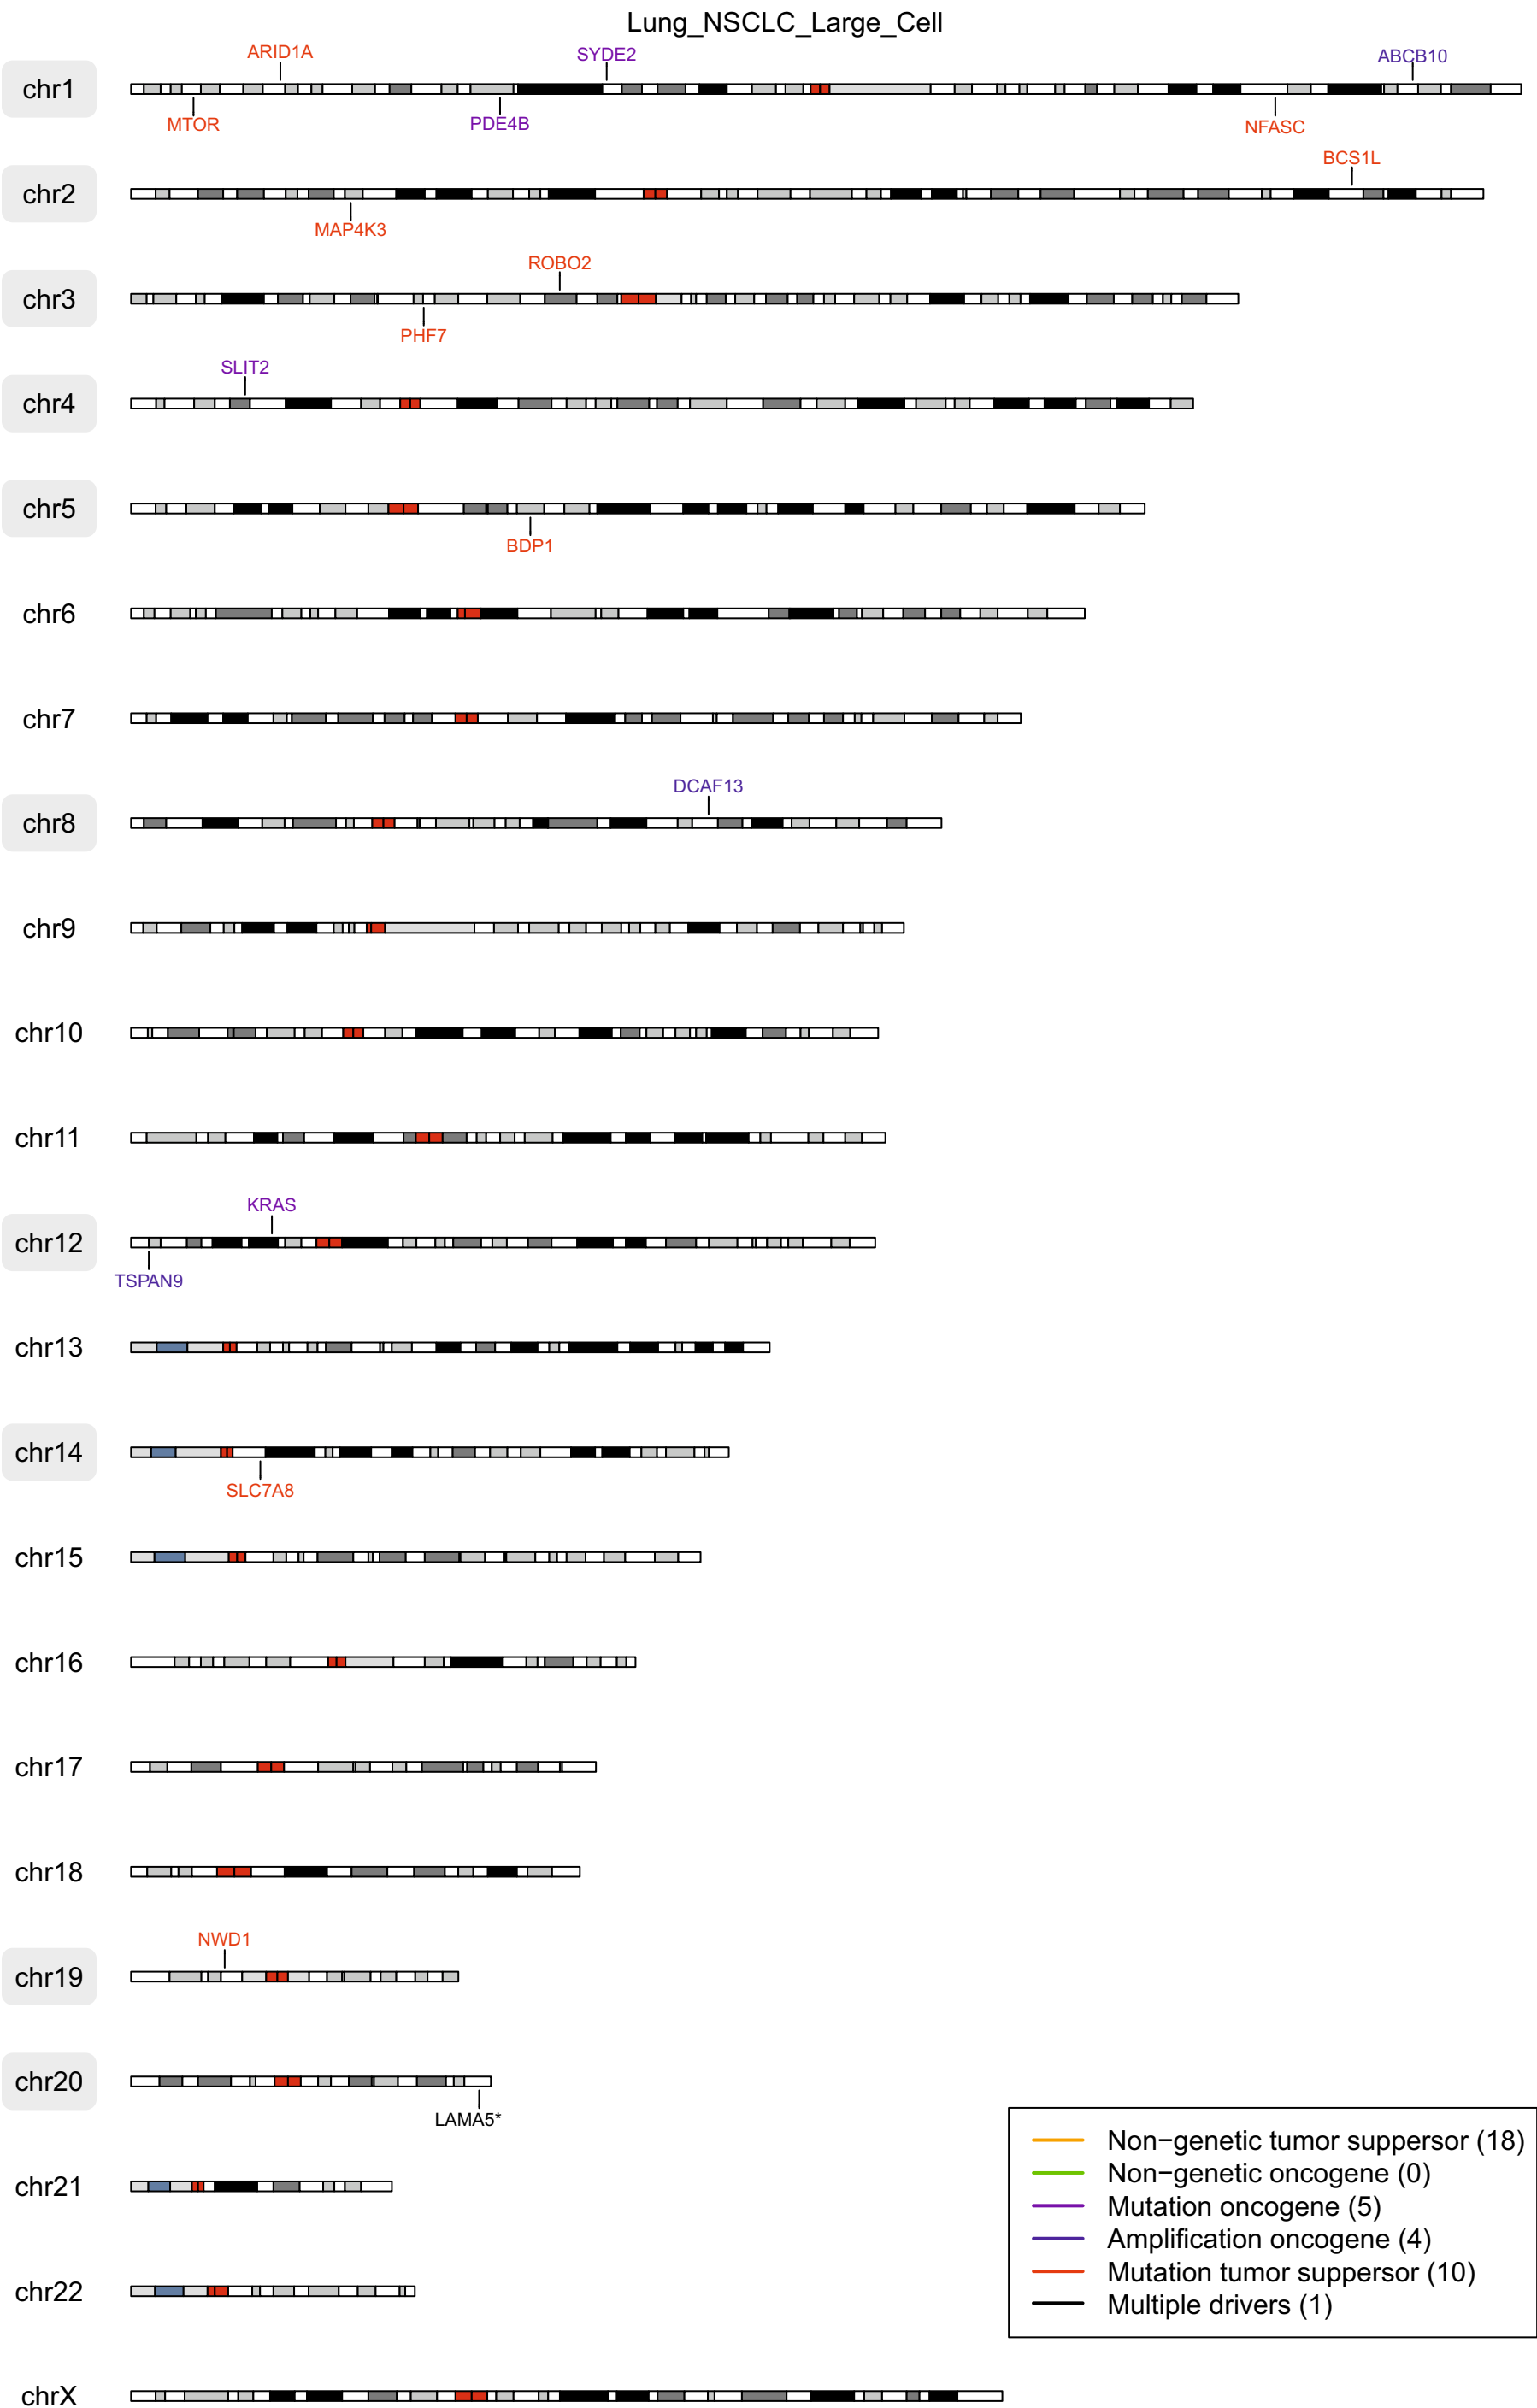 Lung_NSCLC_Large_Cell
ARID1A SYDE2 ABCB10
chr1
MTOR PDE4B NFASC
BCS1L
chr2
MAP4K3
ROBO2
chr3
PHF7
SLIT2
chr4
chr5
BDP1
chr6
chr7
DCAF13
chr8
chr9
chr10
chr11
KRAS
chr12
TSPAN9
chr13
chr14
SLC7A8
chr15
chr16
chr17
chr18
NWD1
chr19
chr20
LAMA5*
chr21
chr22
chrX
Non−genetic tumor suppersor (18)
Non−genetic oncogene (0)
Mutation oncogene (5)
Amplification oncogene (4)
Mutation tumor suppersor (10)
Multiple drivers (1)